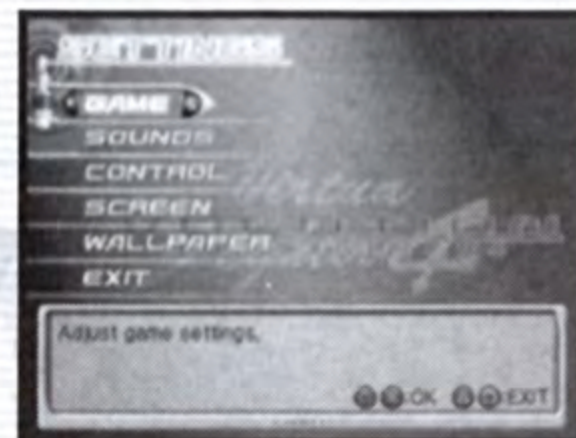 GAME
SOUNDS
CONTROL
SCREEN
WALLPAPER
EXIT
Adjust game settings.
OK EXIT